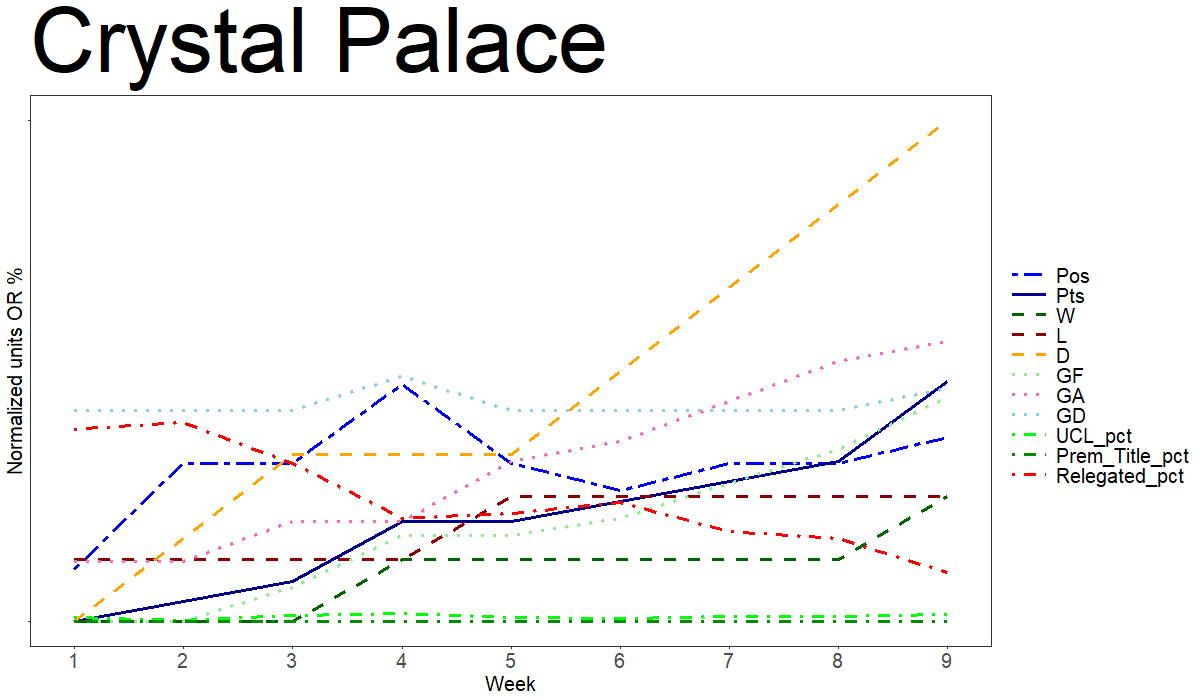 Crystal Palace
Normalized units OR %
1 2 3 4 5 6 7 8 9
Week
Pos
Pts
W
L
D
GF
GA
GD
UCL_pct
Prem_Title_pct
Relegated_pct